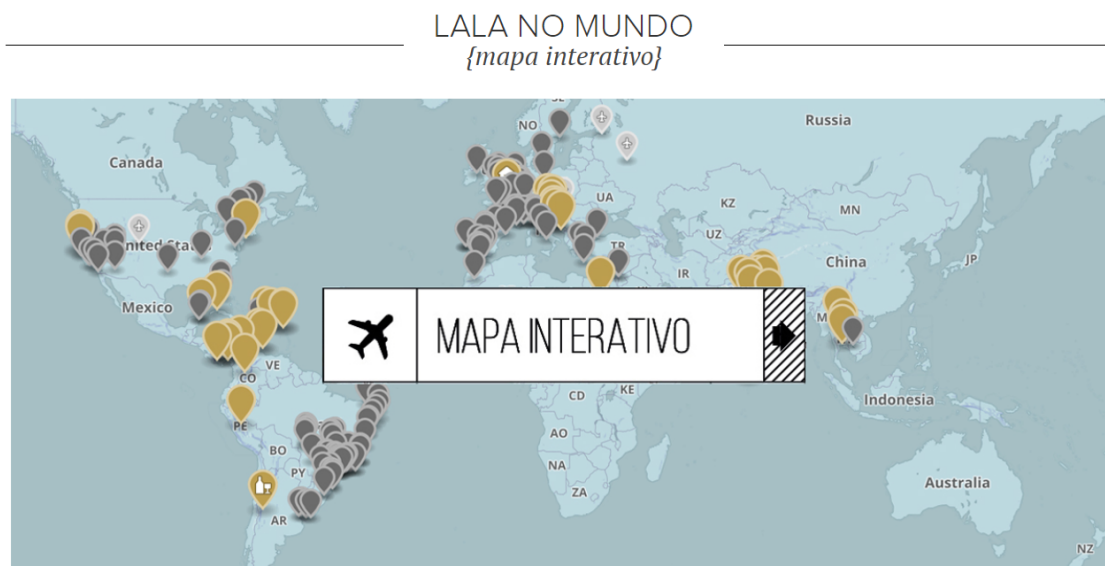 LALA NO MUNDO
{mapa interativo}
NO
Russia
Canada
UA
KZ
MN
UZ
United States
TR
China
JP
IR
Mexico
MAPA INTERATIVO
VE
CO
KE
CD
Indonesia
PE
AO
BO
NA
PY
Australia
ZA
AR
NZ